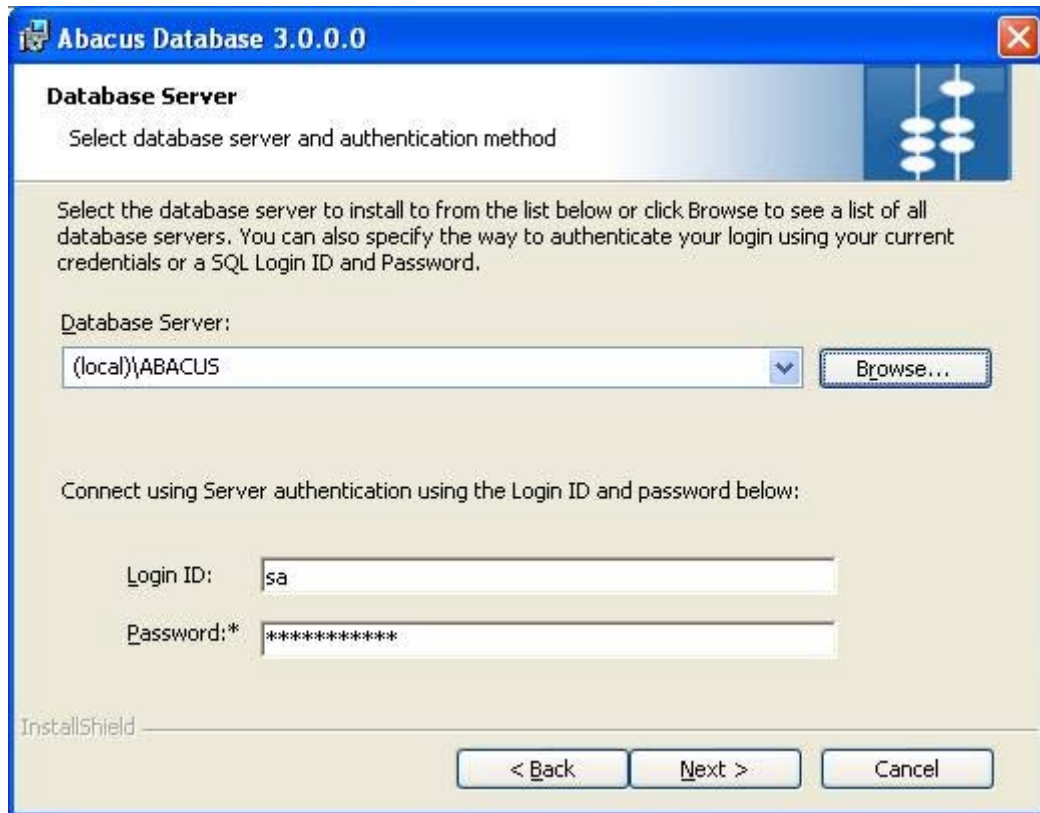 Abacus Database 3.0.0.0
Database Server
Select database server and authentication method
Select the database server to install to from the list below or click Browse to see a list of all
database servers. You can also specify the way to authenticate your login using your current
credentials or a SQL Login ID and Password.
Database Server:
(local)\ABACUS
Browse...
Connect using Server authentication using the Login ID and password below:
Login ID:
sa
Password:*
***********
InstallShield
< Back
Next >
Cancel